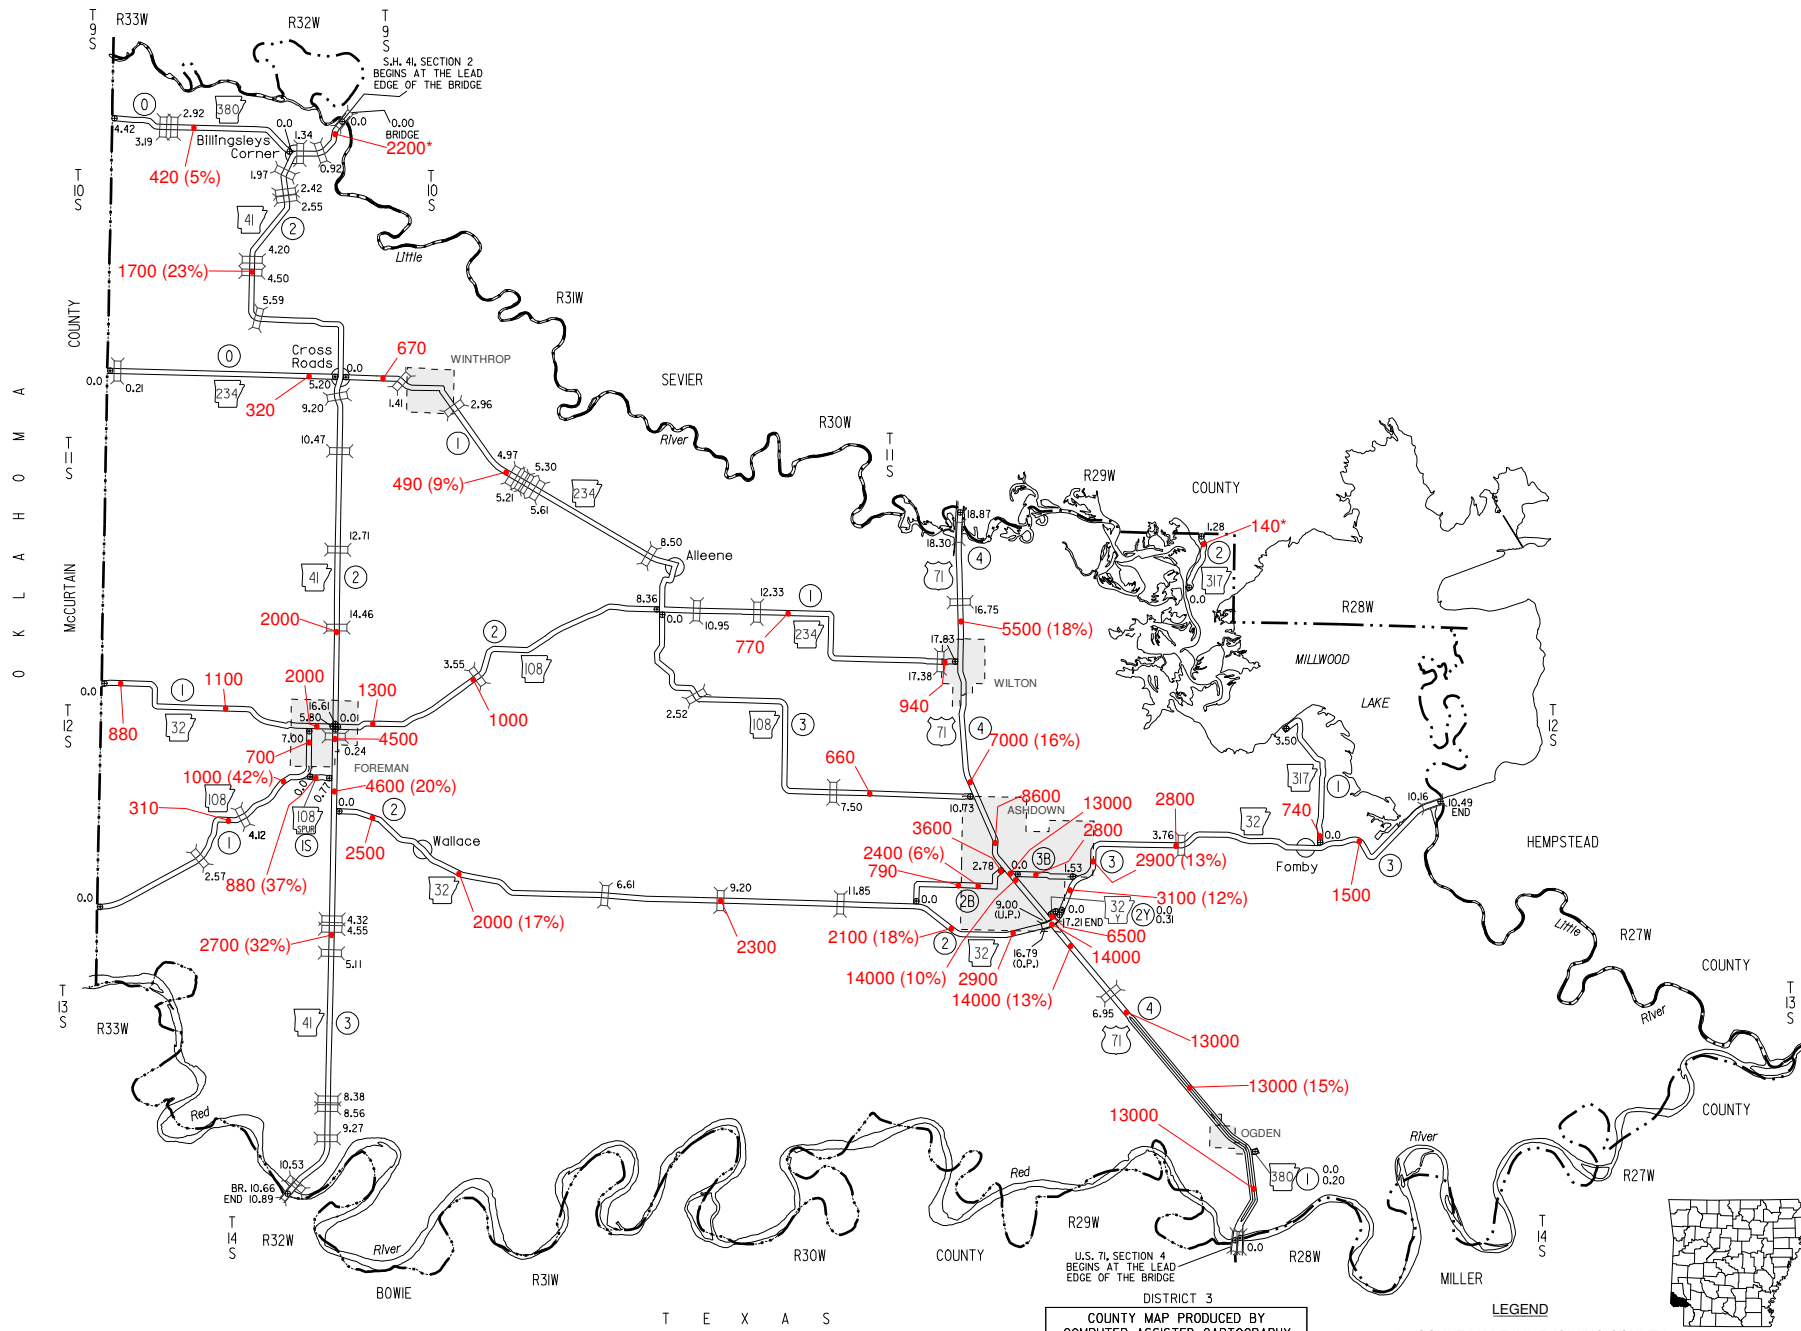 T
9
S
R33W
R32W
T
9
S
S.H. 41, SECTION 2
BEGINS AT THE LEAD
EDGE OF THE BRIDGE
0
2.92
380
0.0
1.34
0.0
0.00
BRIDGE
4.42
3.19
Billingsleys
Corner
2200*
0.92
420 (5%)
1.97
T
10
S
T
10
S
2.42
2.55
41
2
4.20
Little
1700 (23%)
4.50
5.59
R31W
COUNTY
0
Cross
Roads
0.0
670
WINTHROP
SEVIER
0.0
0.21
234
5.20
320
9.20
1.41
2.96
R30W
10.47
1
River
T
11
S
T
11
S
4.97
5.30
490 (9%)
5.21
5.61
234
R29W
COUNTY
18.87
1.28
140*
12.71
8.50
Alleene
18.30
4
2
41
2
71
317
0.0
OKLAHOMA
McCURTAIN
14.46
8.36
0.0
12.33
1
16.75
R28W
2000
2
10.95
770
234
5500 (18%)
17.83
3.55
108
MILLWOOD
LAKE
0.0
1
1100
2000
1300
17.38
WILTON
T
12
S
T
12
S
16.61
5.80
0.01
1000
940
880
32
7.00
4500
2.52
108
3
71
4
3.50
700
0.24
FOREMAN
7000 (16%)
1000 (42%)
4600 (20%)
660
317
1
0.0
0.77
108
310
108
SPUR
0.0
2
7.50
10.73
8600
ASHDOWN
13000
2800
10.16
10.49
END
1
4.12
1S
2500
Wallace
3600
2800
3.76
32
740
0.0
HEMPSTEAD
2.57
880 (37%)
2400 (6%)
2.78
0.0
3B
1.53
3
2900 (13%)
Fomby
3
32
790
3100 (12%)
1500
0.0
6.61
9.20
11.85
0.0
2B
9.00
(U.P.)
0.0
32
Y
2Y
0.0
0.31
2000 (17%)
17.21 END
6500
Little
R27W
4.32
4.55
2700 (32%)
2300
2100 (18%)
2
32
16.79
(O.P.)
14000
COUNTY
5.11
14000 (10%)
2900
14000 (13%)
T
13
S
T
13
S
R33W
41
3
6.95
4
71
13000
River
13000 (15%)
8.38
8.56
13000
COUNTY
Red
9.27
OGDEN
River
10.53
BR. 10.66
END 10.89
Red
380
1
0.0
0.20
R27W
T
14
S
R32W
River
R31W
R30W
COUNTY
R29W
0.0
R28W
T
14
S
BOWIE
U.S. 71, SECTION 4
BEGINS AT THE LEAD
EDGE OF THE BRIDGE
MILLER
DISTRICT 3
LEGEND
TEXAS
COUNTY MAP PRODUCED BY
COMPUTER ASSISTED CARTOGRAPHY